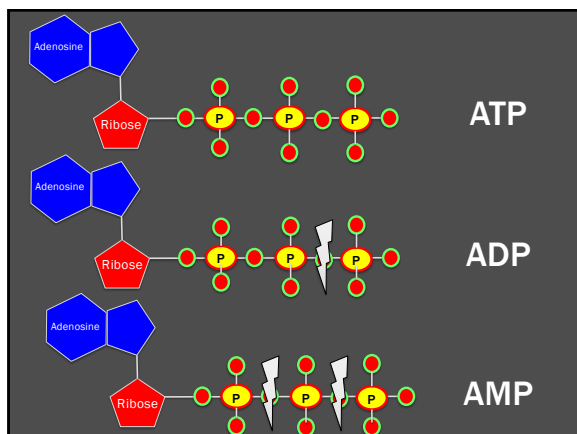 Adenosine
Ribose
P P P
ATP
Adenosine
Ribose
P P P
ADP
Adenosine
Ribose
P P P
AMP